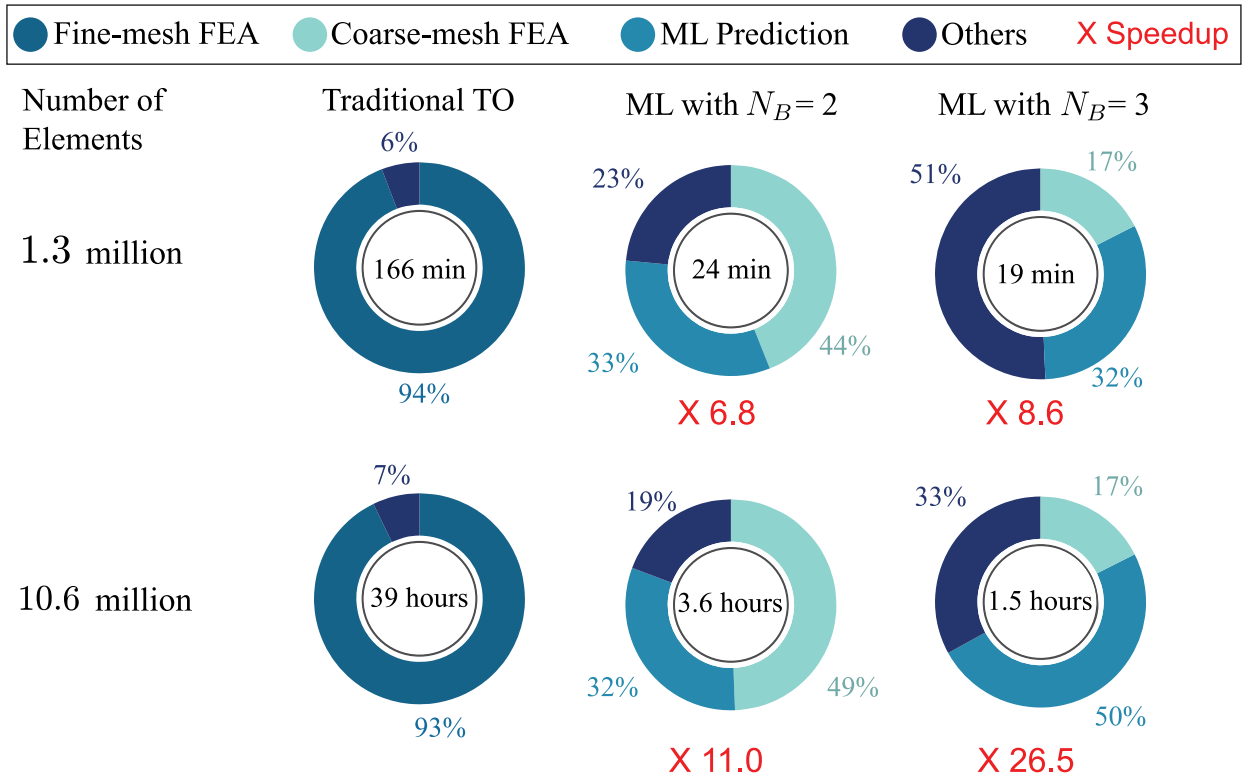 Fine-mesh FEA Coarse-mesh FEA ML Prediction Others X Speedup
Number of Elements Traditional TO ML with N_B = 2 ML with N_B = 3
6% 23% 51% 17%
1.3 million 166 min 24 min 19 min
94% 33% 44% 32%
X 6.8 X 8.6
7% 19% 33% 17%
10.6 million 39 hours 3.6 hours 1.5 hours
93% 32% 49% 50%
X 11.0 X 26.5